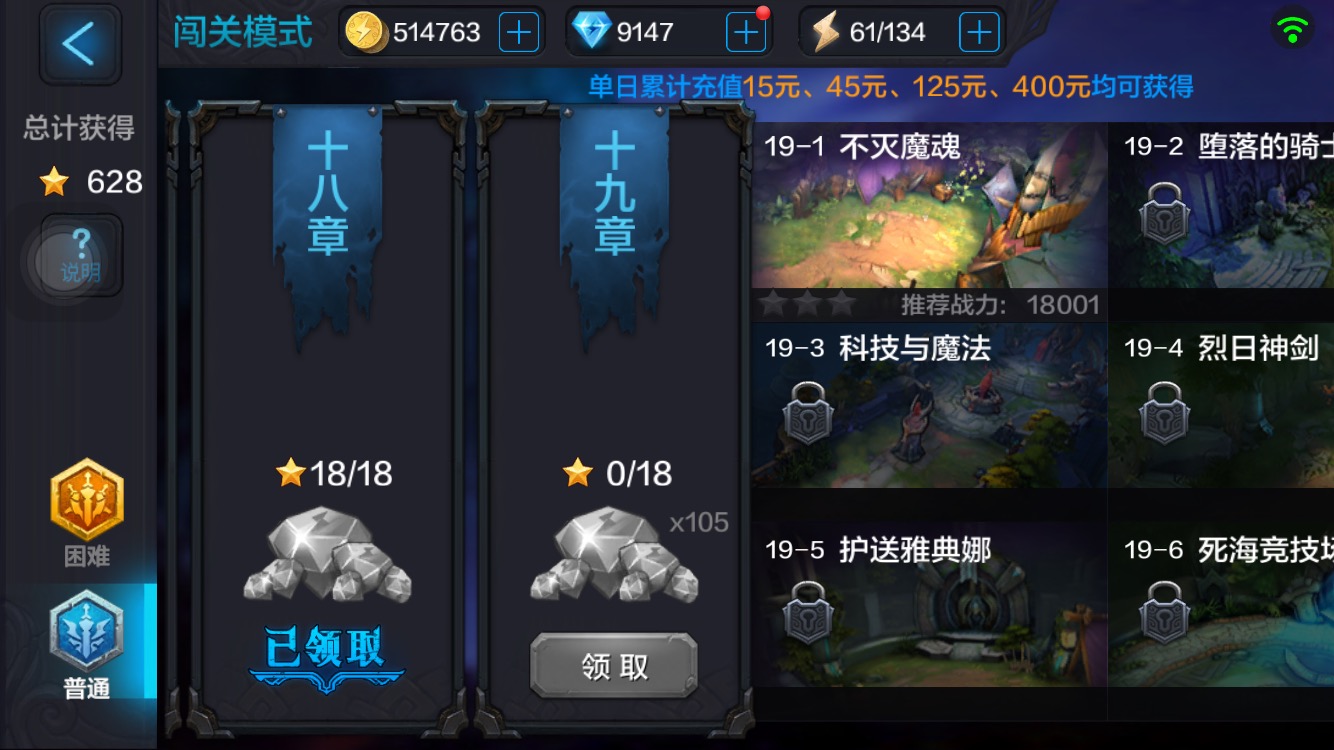 闯关模式
514763
9147
61/134
单日累计充值15元、45元、125元、400元均可获得
总计获得
628
?
说明
困难
普通
十八章
18/18
已领取
十九章
0/18
x105
领取
19-1 不灭魔魂
推荐战力: 18001
19-2 堕落的骑士
19-3 科技与魔法
19-4 烈日神剑
19-5 护送雅典娜
19-6 死海竞技场